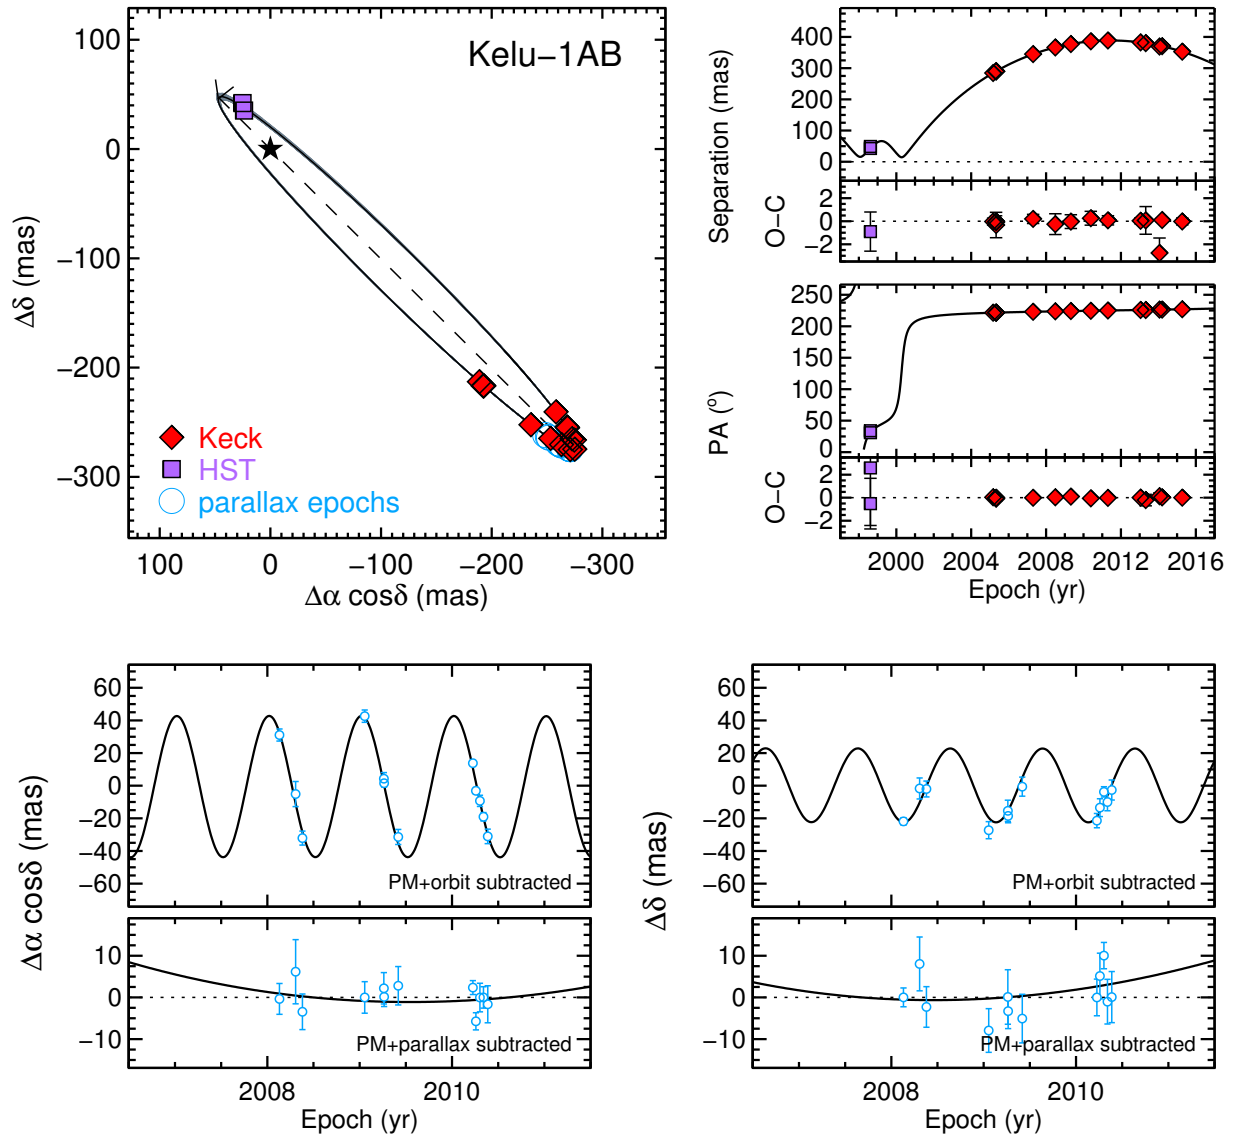 Kelu−1AB
100
0
−100
−200
−300
Δδ (mas)
Keck
HST
parallax epochs
100 0 −100 −200 −300
Δα cosδ (mas)
400
300
200
100
0
Separation (mas)
2
0
−2
O−C
250
200
150
100
50
0
PA (°)
2
0
−2
O−C
2000 2004 2008 2012 2016
Epoch (yr)
60
40
20
0
−20
−40
−60
PM+orbit subtracted
Δα cosδ (mas)
10
0
−10
PM+parallax subtracted
2008 2010
Epoch (yr)
60
40
20
0
−20
−40
−60
PM+orbit subtracted
Δδ (mas)
10
0
−10
PM+parallax subtracted
2008 2010
Epoch (yr)